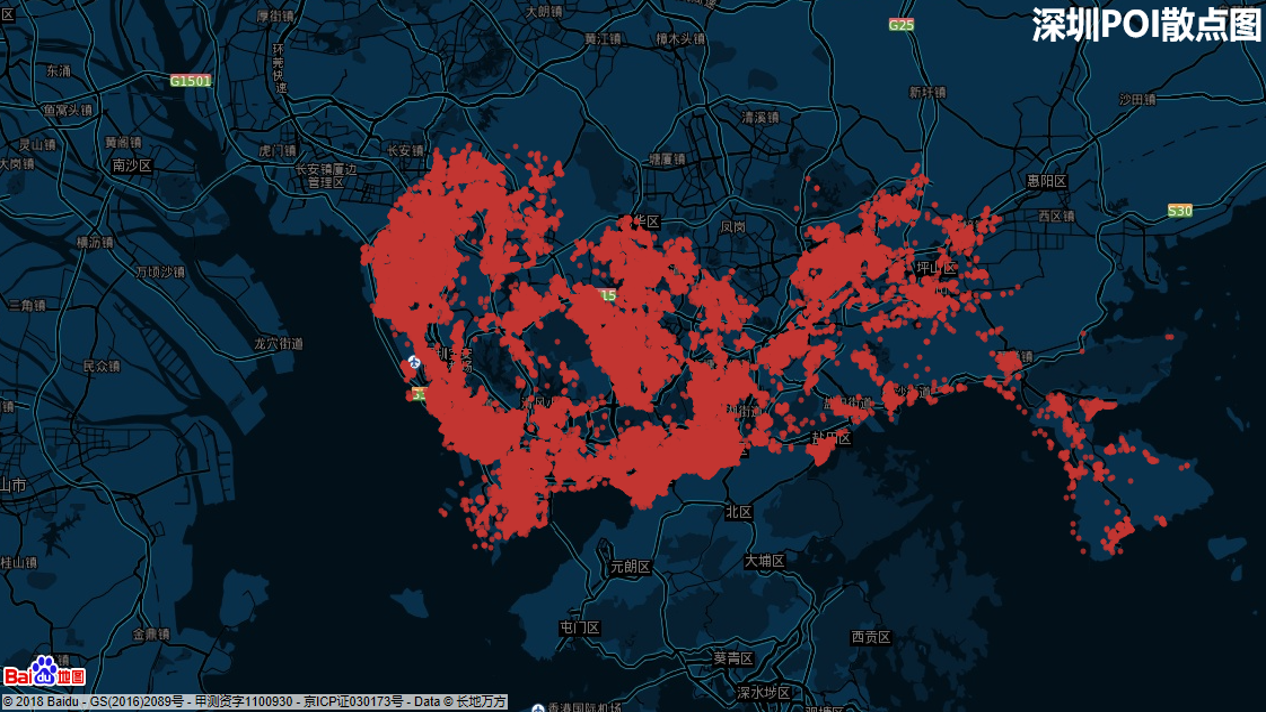 深圳POI散点图
区
厚街镇
大朗镇
G25
黄江镇
樟木头镇
环莞快速
东涌
G1501
新圩镇
沙田镇
鱼窝头镇
清溪镇
灵山镇
黄阁镇
虎门镇
长安镇
大岗镇
南沙区
长安镇厦边
管理区
塘厦镇
惠阳区
S30
西区镇
华区
凤岗
横沥镇
万顷沙镇
坪山区
15
三角镇
龙穴街道
民众镇
镇
街道
盐田区
山市
北区
桂山镇
元朗区
大埔区
屯门区
金鼎镇
西贡区
葵青区
镇
Bai du 地图
深水埗区
© 2018 Baidu - GS(2016)2089号 - 甲测资字1100930 - 京ICP证030173号 - Data © 长地万方
香港国际机场
观塘区